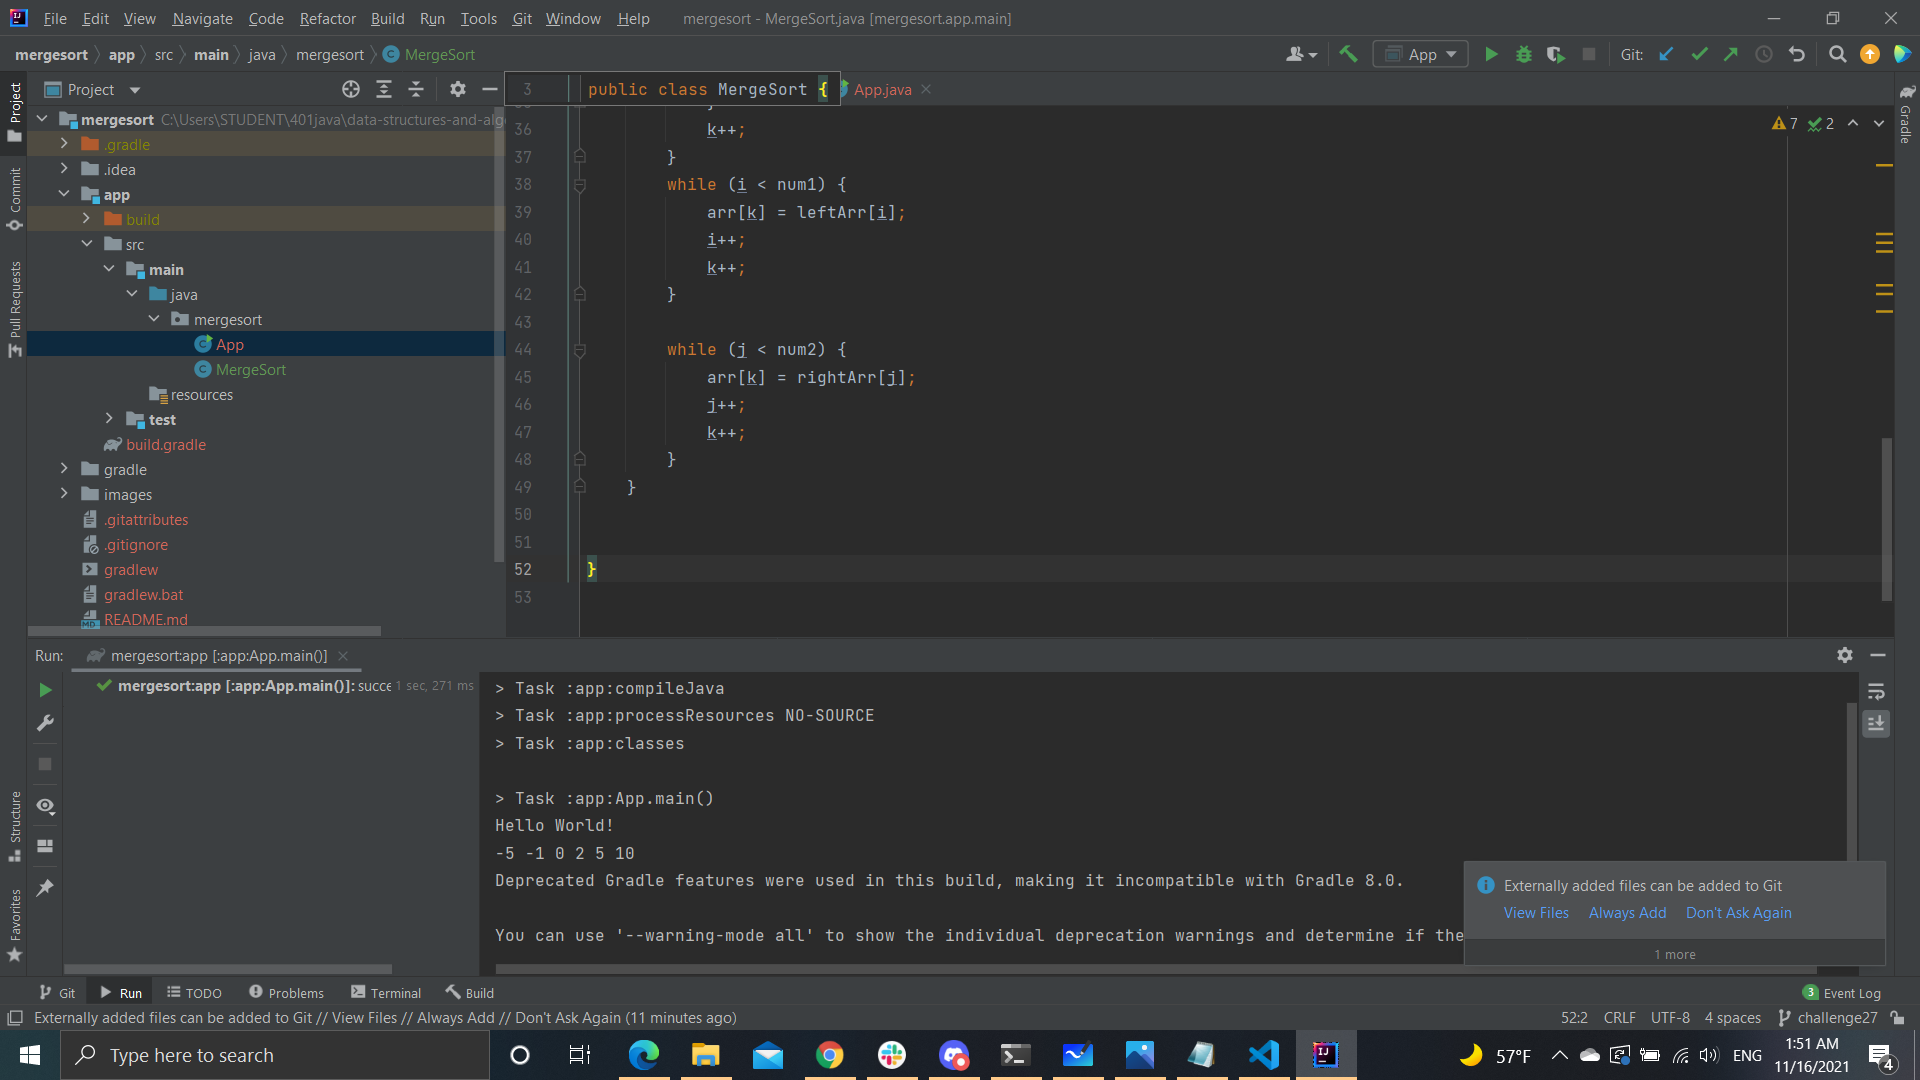 File Edit View Navigate Code Refactor Build Run Tools Git Window Help mergesort - MergeSort.java [mergesort.app.main]
mergesort app src main java mergesort MergeSort App Git:
Project
3 public class MergeSort { App.java
mergesort C:\Users\STUDENT\401java\data-structures-and-alg
.gradle
.idea
app
build
src
main
java
mergesort
App
MergeSort
resources
test
build.gradle
gradle
images
.gitattributes
.gitignore
gradlew
gradlew.bat
README.md
Project
Commit
Pull Requests
Structure
Favorites
Gradle
7 2
36 k++;
37 }
38 while (i < num1) {
39 arr[k] = leftArr[i];
40 i++;
41 k++;
42 }
43
44 while (j < num2) {
45 arr[k] = rightArr[j];
46 j++;
47 k++;
48 }
49 }
50
51
52 }
53
Run: mergesort:app [:app:App.main()]
mergesort:app [:app:App.main()]: succe 1 sec, 271 ms
> Task :app:compileJava
> Task :app:processResources NO-SOURCE
> Task :app:classes
> Task :app:App.main()
Hello World!
-5 -1 0 2 5 10
Deprecated Gradle features were used in this build, making it incompatible with Gradle 8.0.
You can use '--warning-mode all' to show the individual deprecation warnings and determine if the
Externally added files can be added to Git
View Files Always Add Don't Ask Again
1 more
Git Run TODO Problems Terminal Build 3 Event Log
Externally added files can be added to Git // View Files // Always Add // Don't Ask Again (11 minutes ago) 52:2 CRLF UTF-8 4 spaces challenge27
Type here to search 57°F ENG 1:51 AM
11/16/2021 4